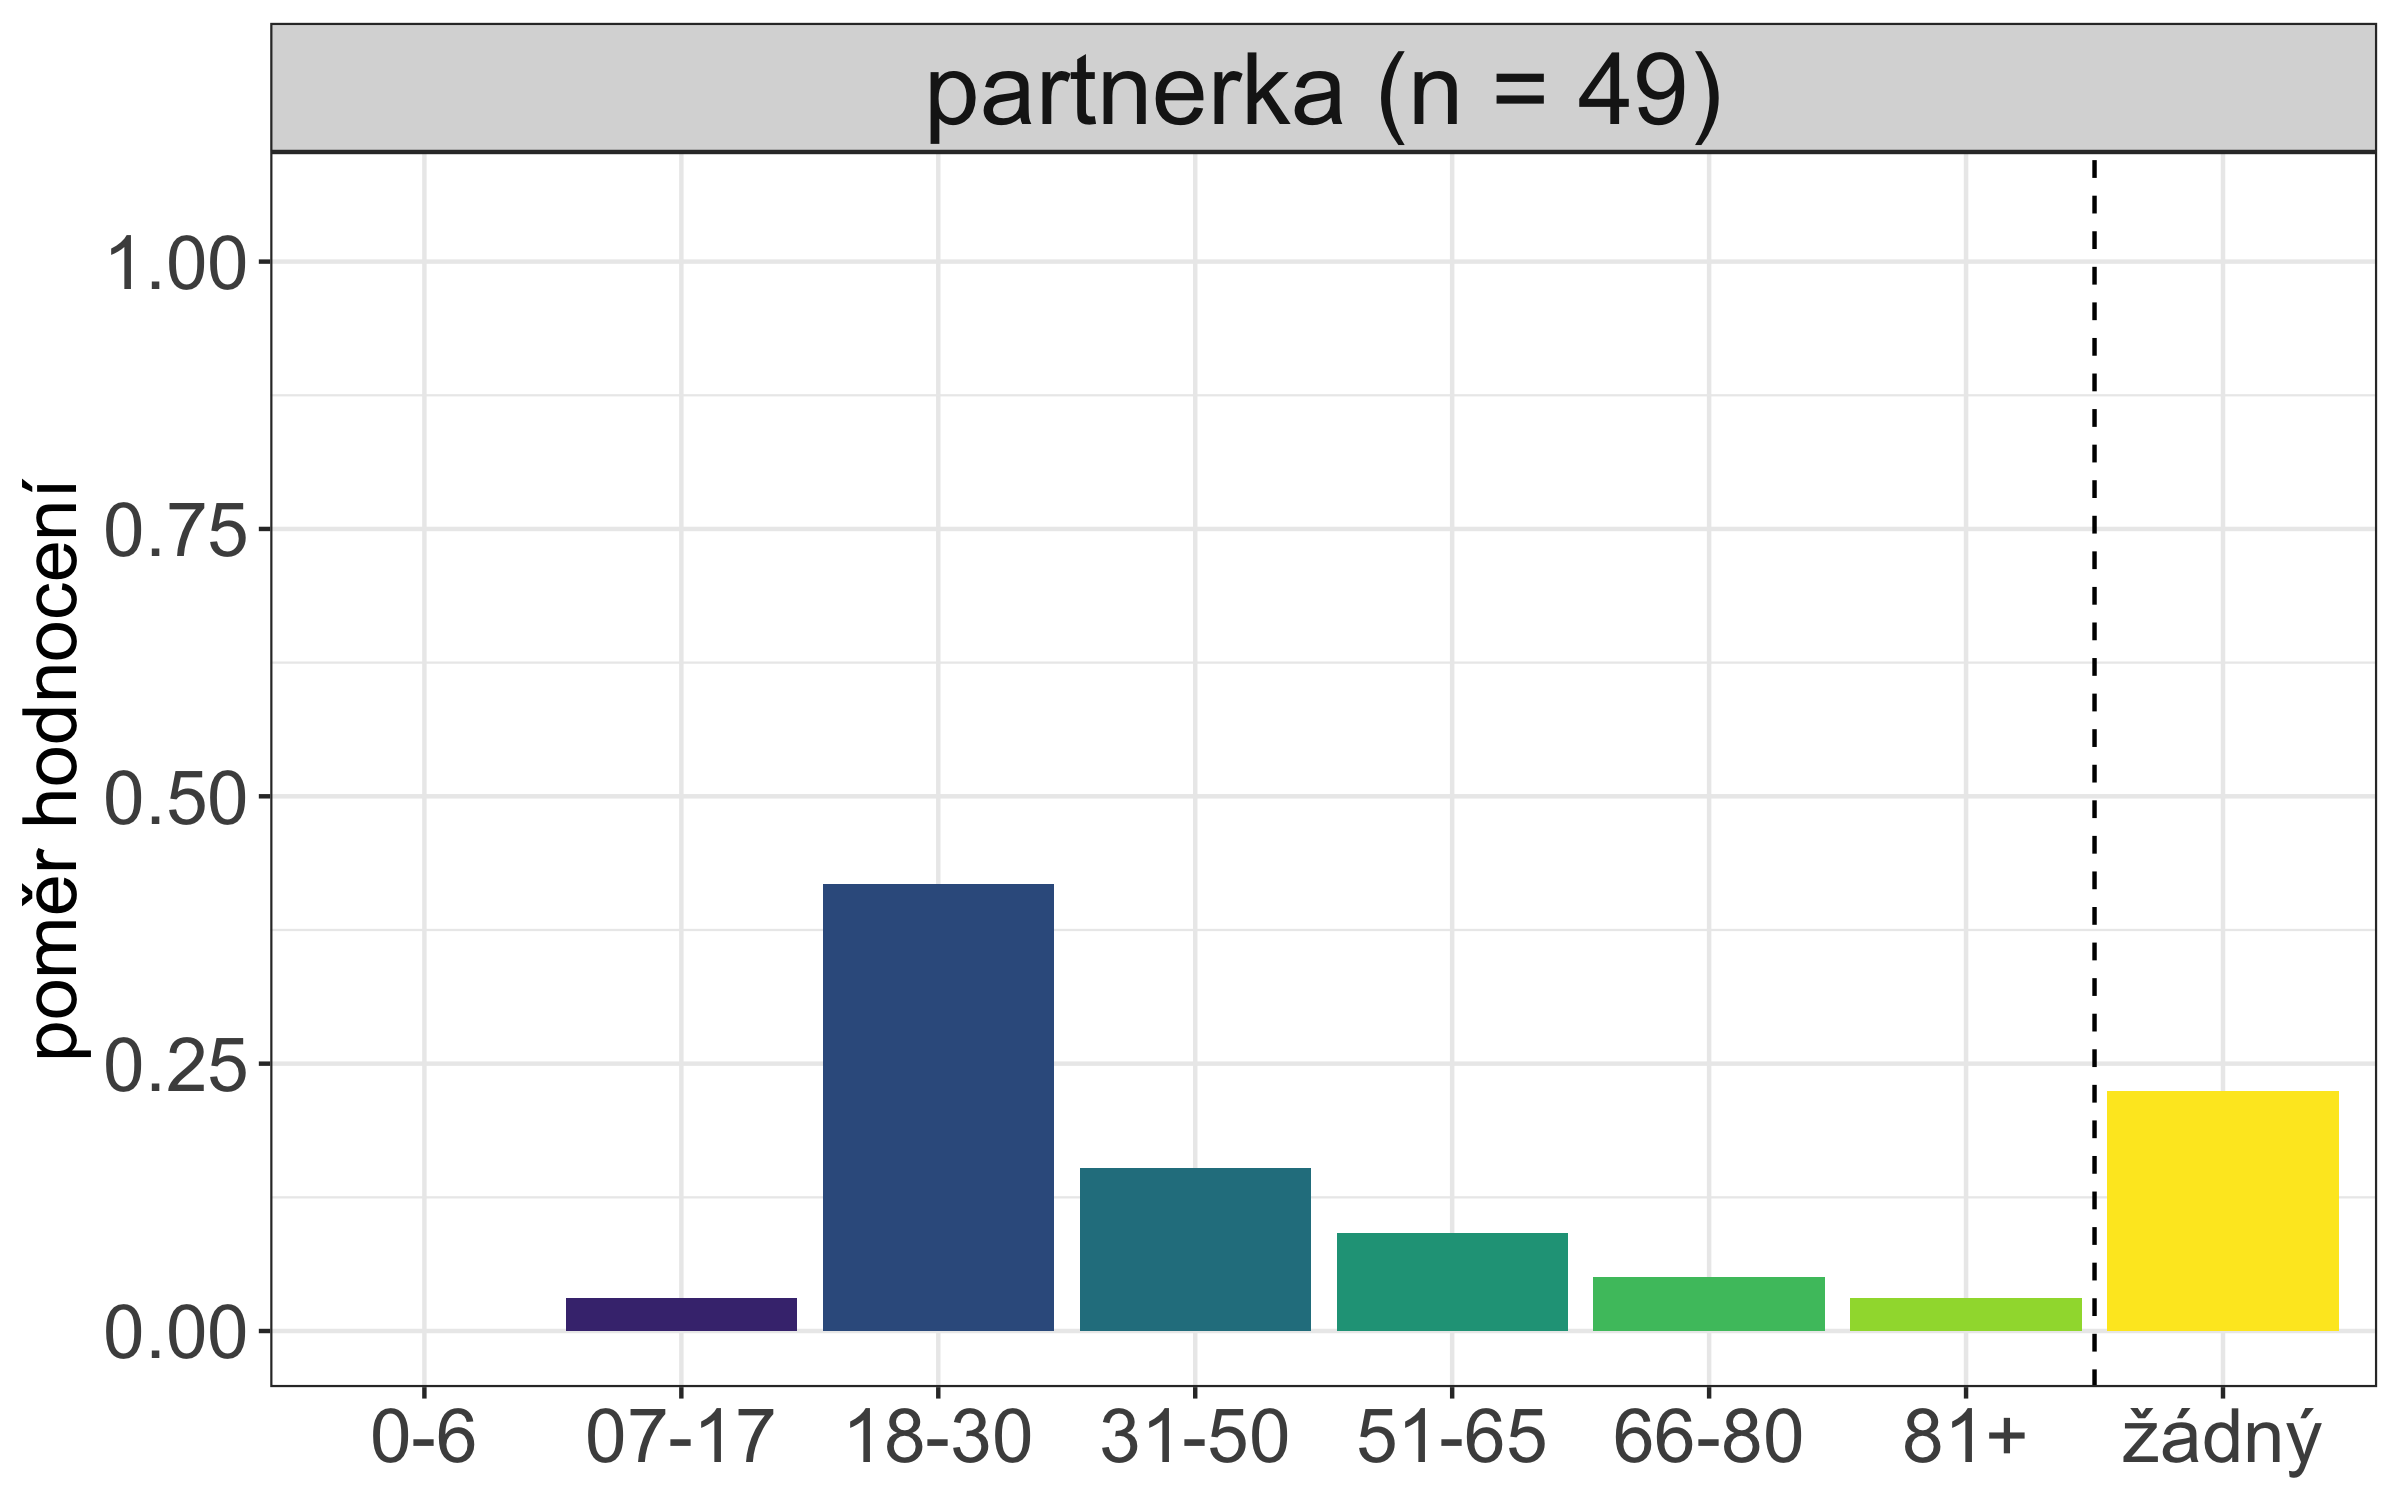 partnerka (n = 49)
poměr hodnocení
1.00
0.75
0.50
0.25
0.00
0-6 07-17 18-30 31-50 51-65 66-80 81+ žádný